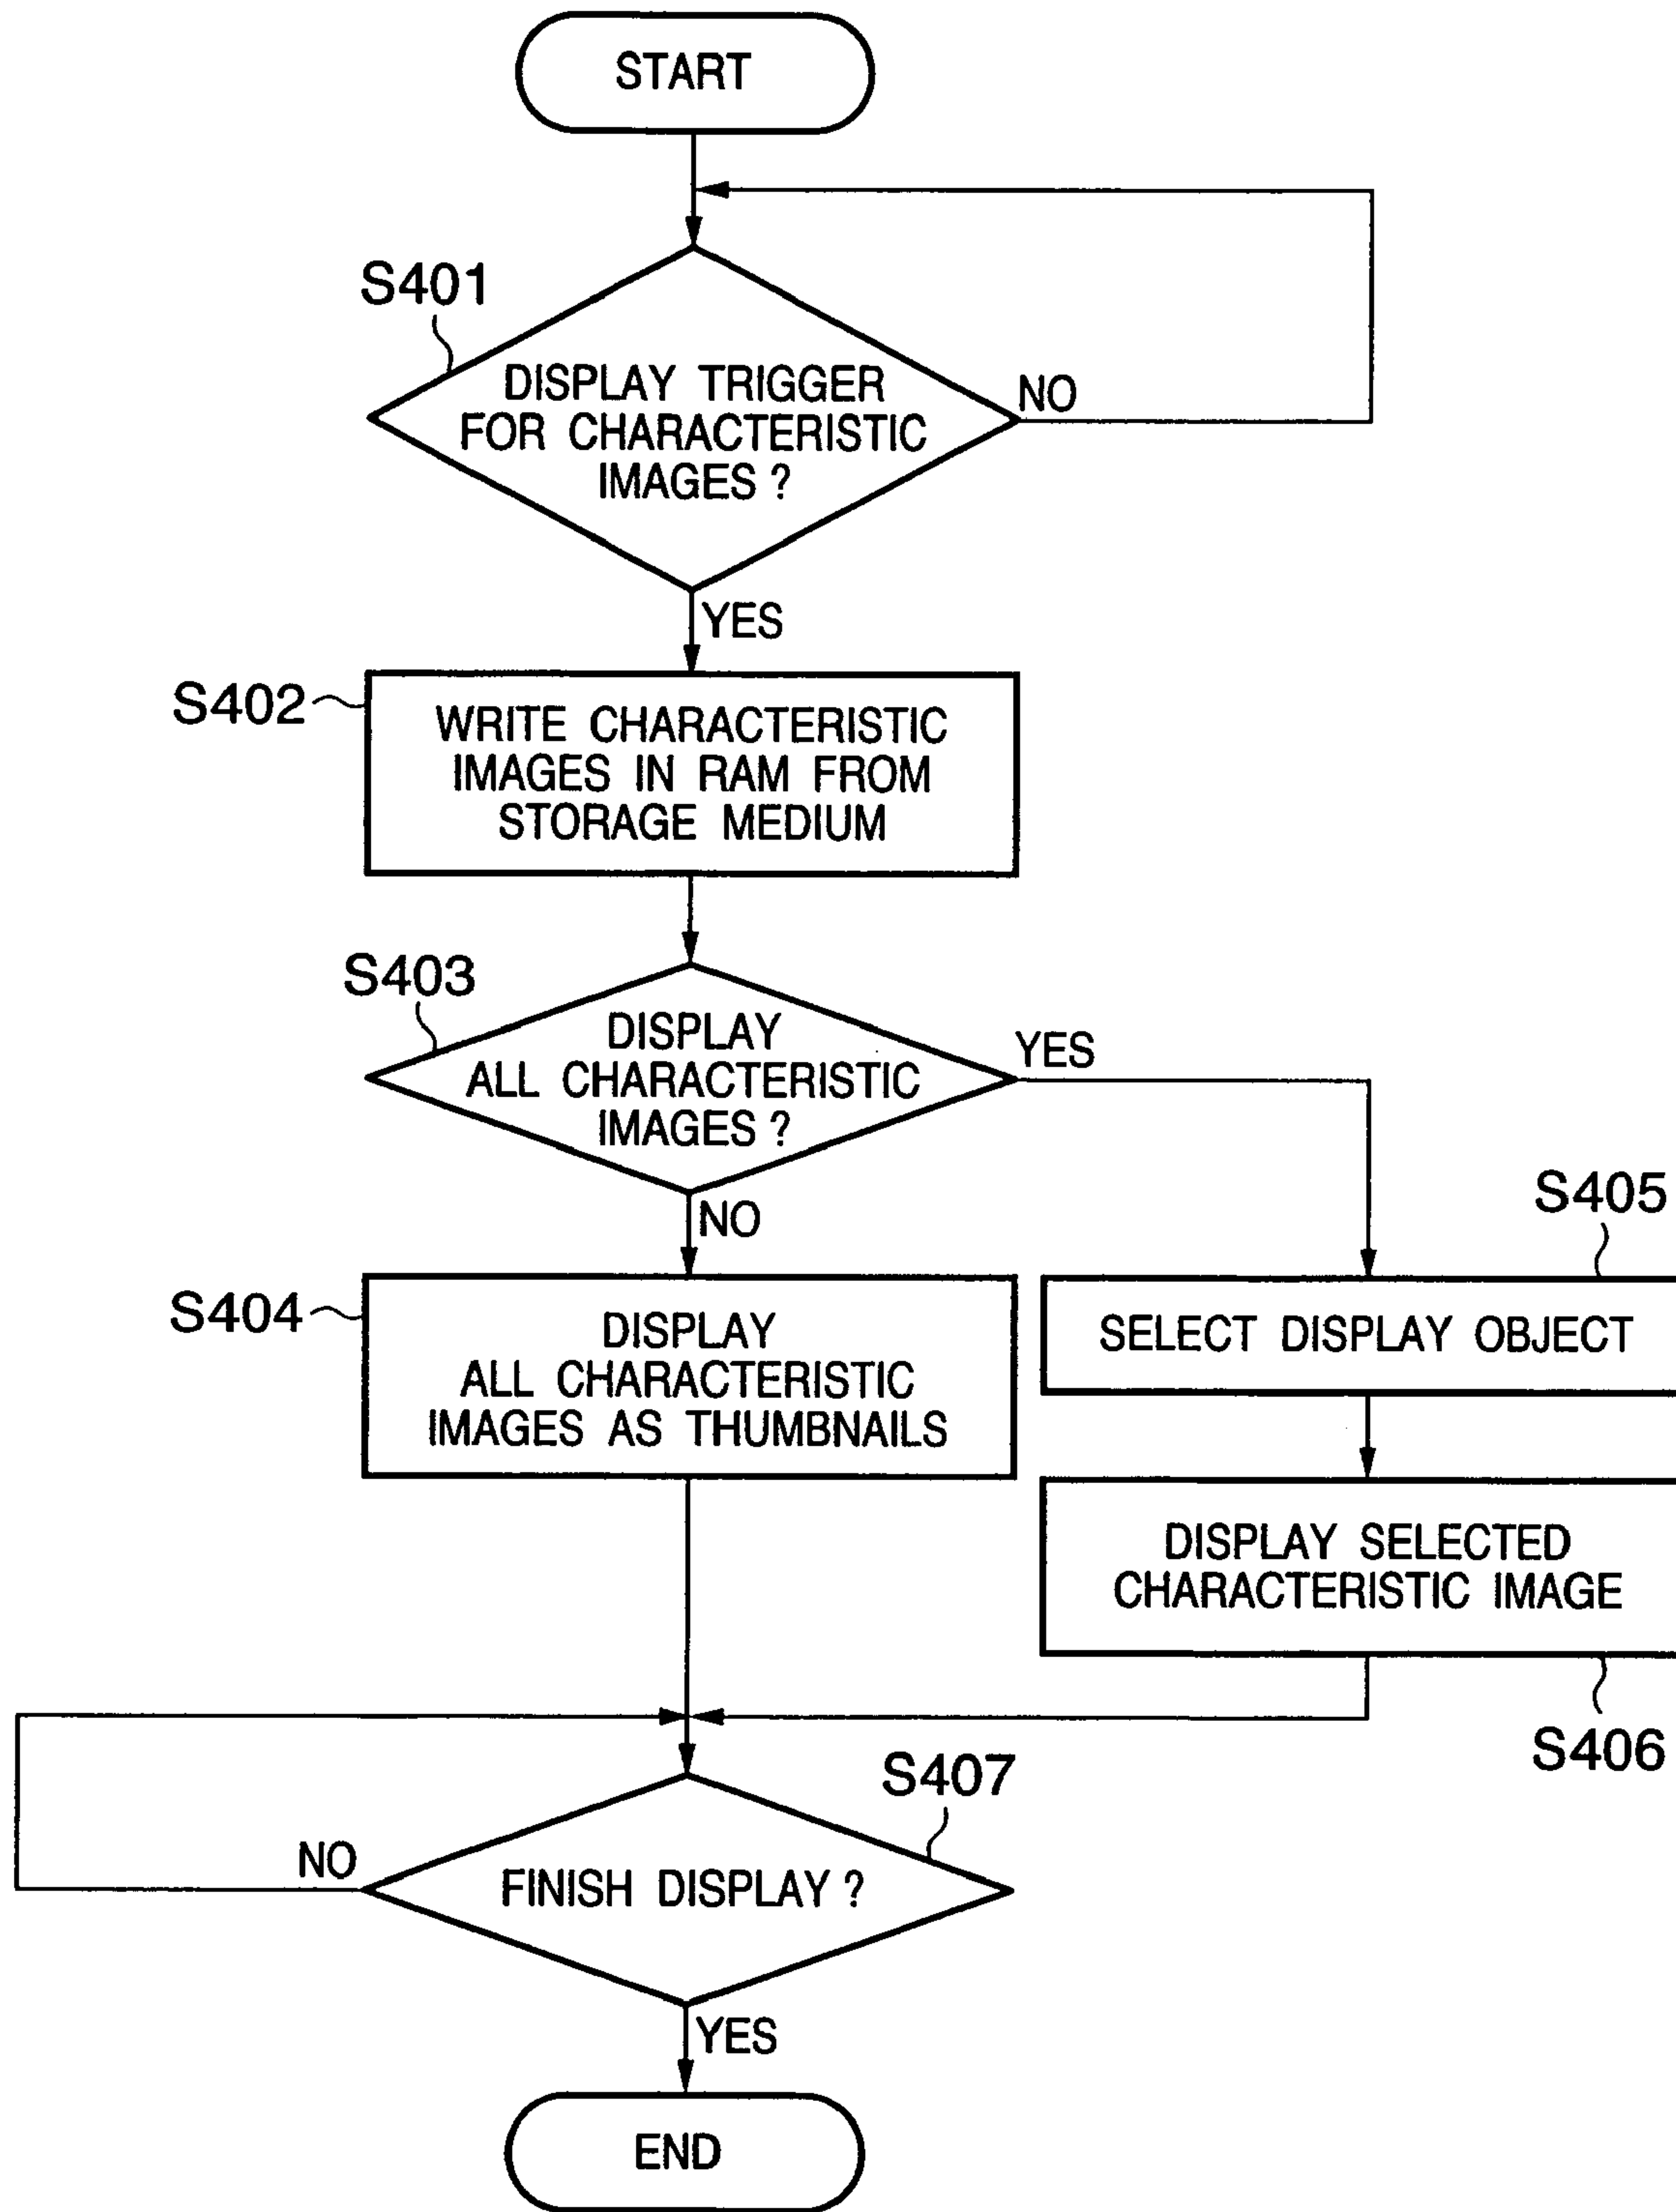 START
S401
DISPLAY TRIGGER
FOR CHARACTERISTIC
IMAGES ?
NO
YES
S402
WRITE CHARACTERISTIC
IMAGES IN RAM FROM
STORAGE MEDIUM
S403
DISPLAY
ALL CHARACTERISTIC
IMAGES ?
YES
NO
S404
DISPLAY
ALL CHARACTERISTIC
IMAGES AS THUMBNAILS
S405
SELECT DISPLAY OBJECT
DISPLAY SELECTED
CHARACTERISTIC IMAGE
S406
S407
FINISH DISPLAY ?
NO
YES
END